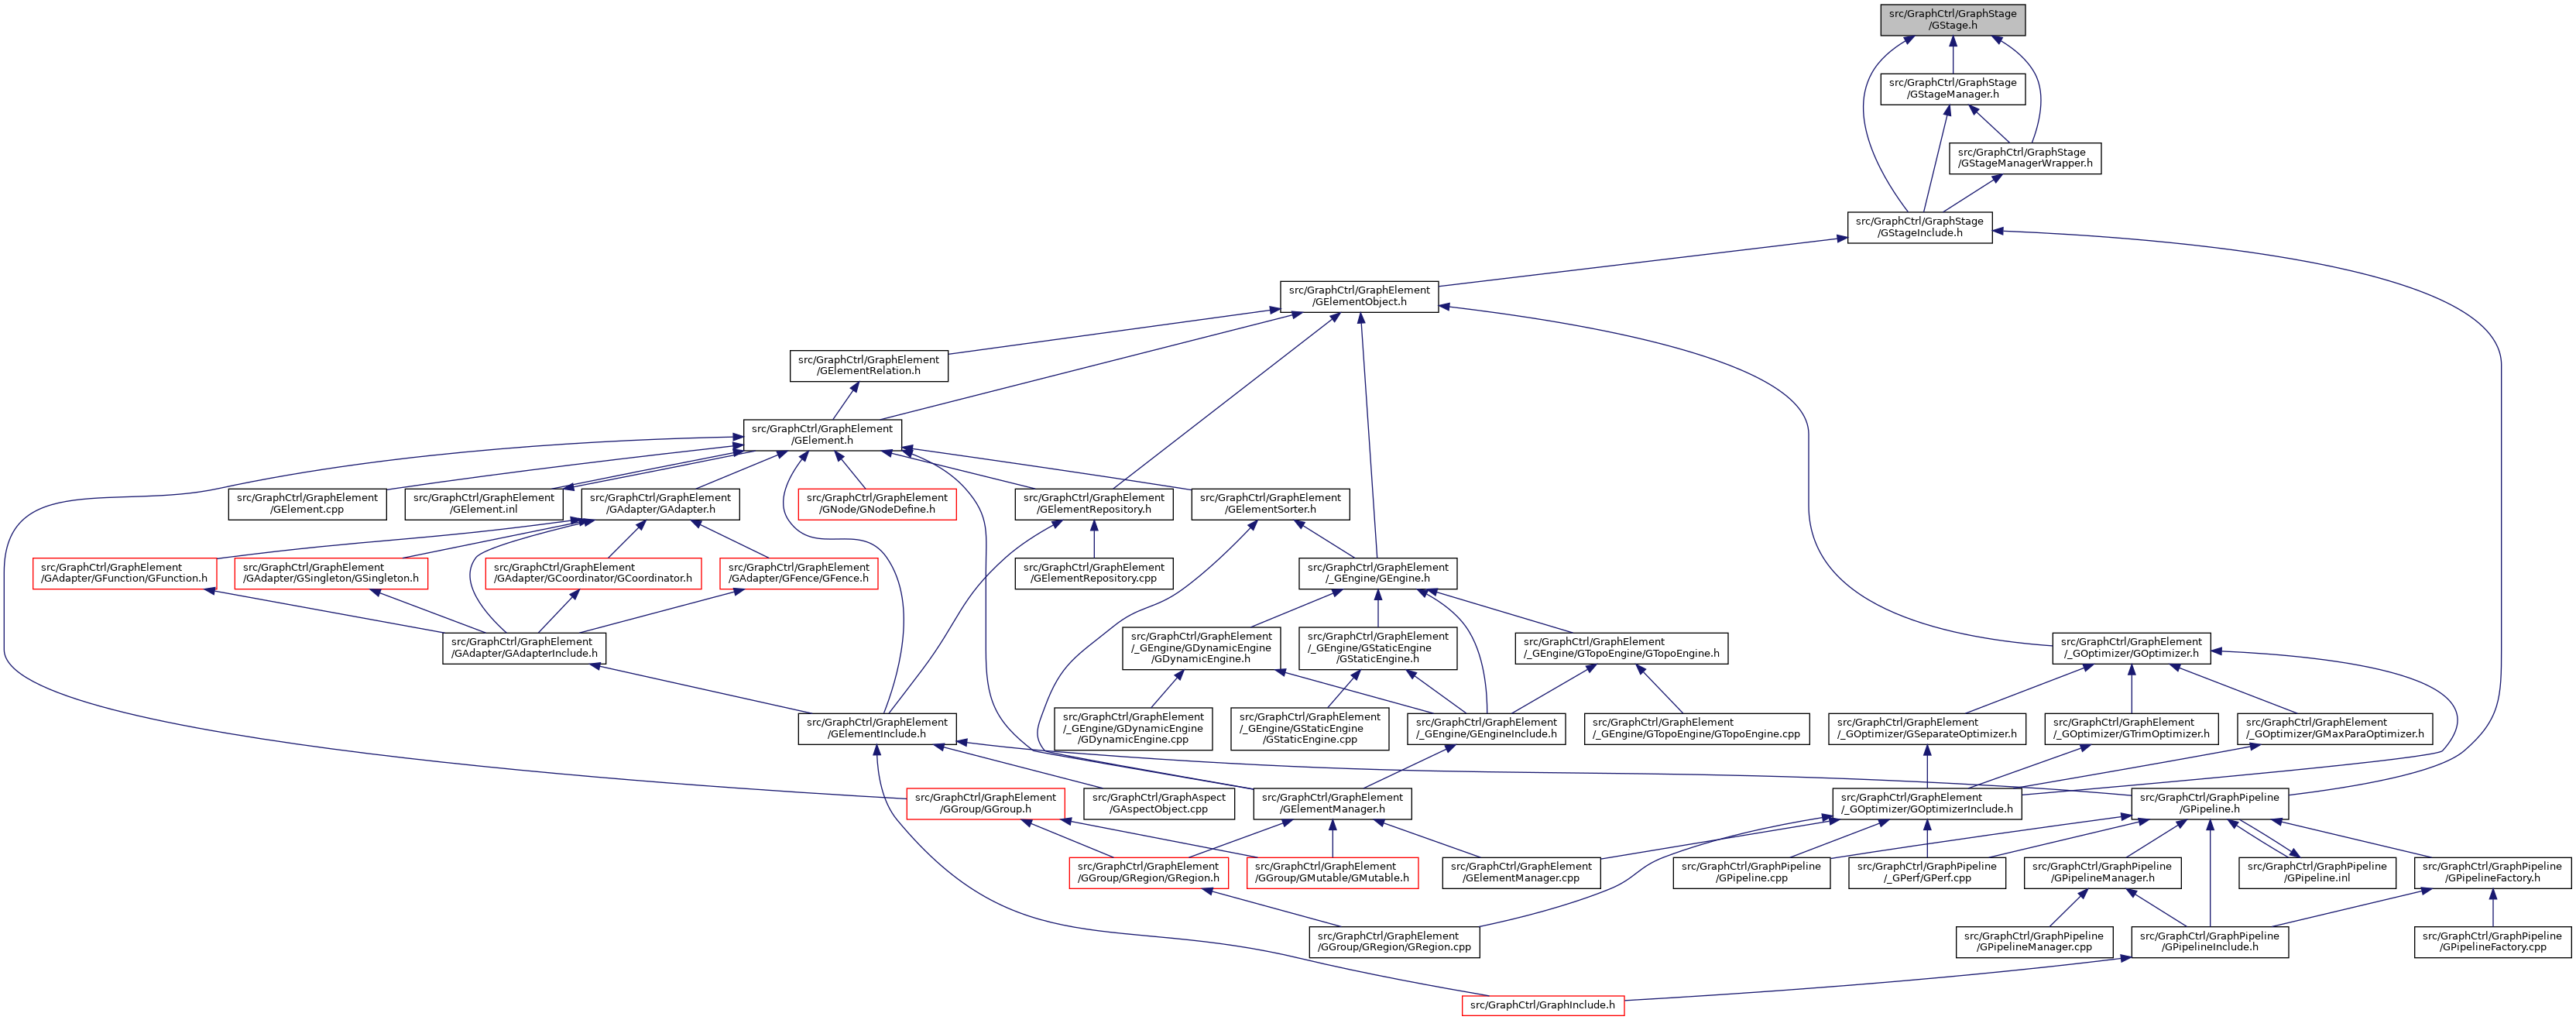 src/GraphCtrl/GraphStage
/GStage.h
src/GraphCtrl/GraphStage
/GStageManager.h
src/GraphCtrl/GraphStage
/GStageManagerWrapper.h
src/GraphCtrl/GraphStage
/GStageInclude.h
src/GraphCtrl/GraphElement
/GElementObject.h
src/GraphCtrl/GraphElement
/GElementRelation.h
src/GraphCtrl/GraphElement
/GElement.h
src/GraphCtrl/GraphElement
/GElement.cpp
src/GraphCtrl/GraphElement
/GElement.inl
src/GraphCtrl/GraphElement
/GAdapter/GAdapter.h
src/GraphCtrl/GraphElement
/GNode/GNodeDefine.h
src/GraphCtrl/GraphElement
/GElementRepository.h
src/GraphCtrl/GraphElement
/GElementSorter.h
src/GraphCtrl/GraphElement
/GAdapter/GFunction/GFunction.h
src/GraphCtrl/GraphElement
/GAdapter/GSingleton/GSingleton.h
src/GraphCtrl/GraphElement
/GAdapter/GCoordinator/GCoordinator.h
src/GraphCtrl/GraphElement
/GAdapter/GFence/GFence.h
src/GraphCtrl/GraphElement
/GElementRepository.cpp
src/GraphCtrl/GraphElement
/_GEngine/GEngine.h
src/GraphCtrl/GraphElement
/GAdapter/GAdapterInclude.h
src/GraphCtrl/GraphElement
/_GEngine/GDynamicEngine
/GDynamicEngine.h
src/GraphCtrl/GraphElement
/_GEngine/GStaticEngine
/GStaticEngine.h
src/GraphCtrl/GraphElement
/_GEngine/GTopoEngine/GTopoEngine.h
src/GraphCtrl/GraphElement
/_GOptimizer/GOptimizer.h
src/GraphCtrl/GraphElement
/GElementInclude.h
src/GraphCtrl/GraphElement
/_GEngine/GDynamicEngine
/GDynamicEngine.cpp
src/GraphCtrl/GraphElement
/_GEngine/GStaticEngine
/GStaticEngine.cpp
src/GraphCtrl/GraphElement
/_GEngine/GEngineInclude.h
src/GraphCtrl/GraphElement
/_GEngine/GTopoEngine/GTopoEngine.cpp
src/GraphCtrl/GraphElement
/_GOptimizer/GSeparateOptimizer.h
src/GraphCtrl/GraphElement
/_GOptimizer/GTrimOptimizer.h
src/GraphCtrl/GraphElement
/_GOptimizer/GMaxParaOptimizer.h
src/GraphCtrl/GraphElement
/GGroup/GGroup.h
src/GraphCtrl/GraphAspect
/GAspectObject.cpp
src/GraphCtrl/GraphElement
/GElementManager.h
src/GraphCtrl/GraphElement
/_GOptimizer/GOptimizerInclude.h
src/GraphCtrl/GraphPipeline
/GPipeline.h
src/GraphCtrl/GraphElement
/GGroup/GRegion/GRegion.h
src/GraphCtrl/GraphElement
/GGroup/GMutable/GMutable.h
src/GraphCtrl/GraphElement
/GElementManager.cpp
src/GraphCtrl/GraphPipeline
/GPipeline.cpp
src/GraphCtrl/GraphPipeline
/_GPerf/GPerf.cpp
src/GraphCtrl/GraphPipeline
/GPipelineManager.h
src/GraphCtrl/GraphPipeline
/GPipeline.inl
src/GraphCtrl/GraphPipeline
/GPipelineFactory.h
src/GraphCtrl/GraphElement
/GGroup/GRegion/GRegion.cpp
src/GraphCtrl/GraphPipeline
/GPipelineManager.cpp
src/GraphCtrl/GraphPipeline
/GPipelineInclude.h
src/GraphCtrl/GraphPipeline
/GPipelineFactory.cpp
src/GraphCtrl/GraphInclude.h